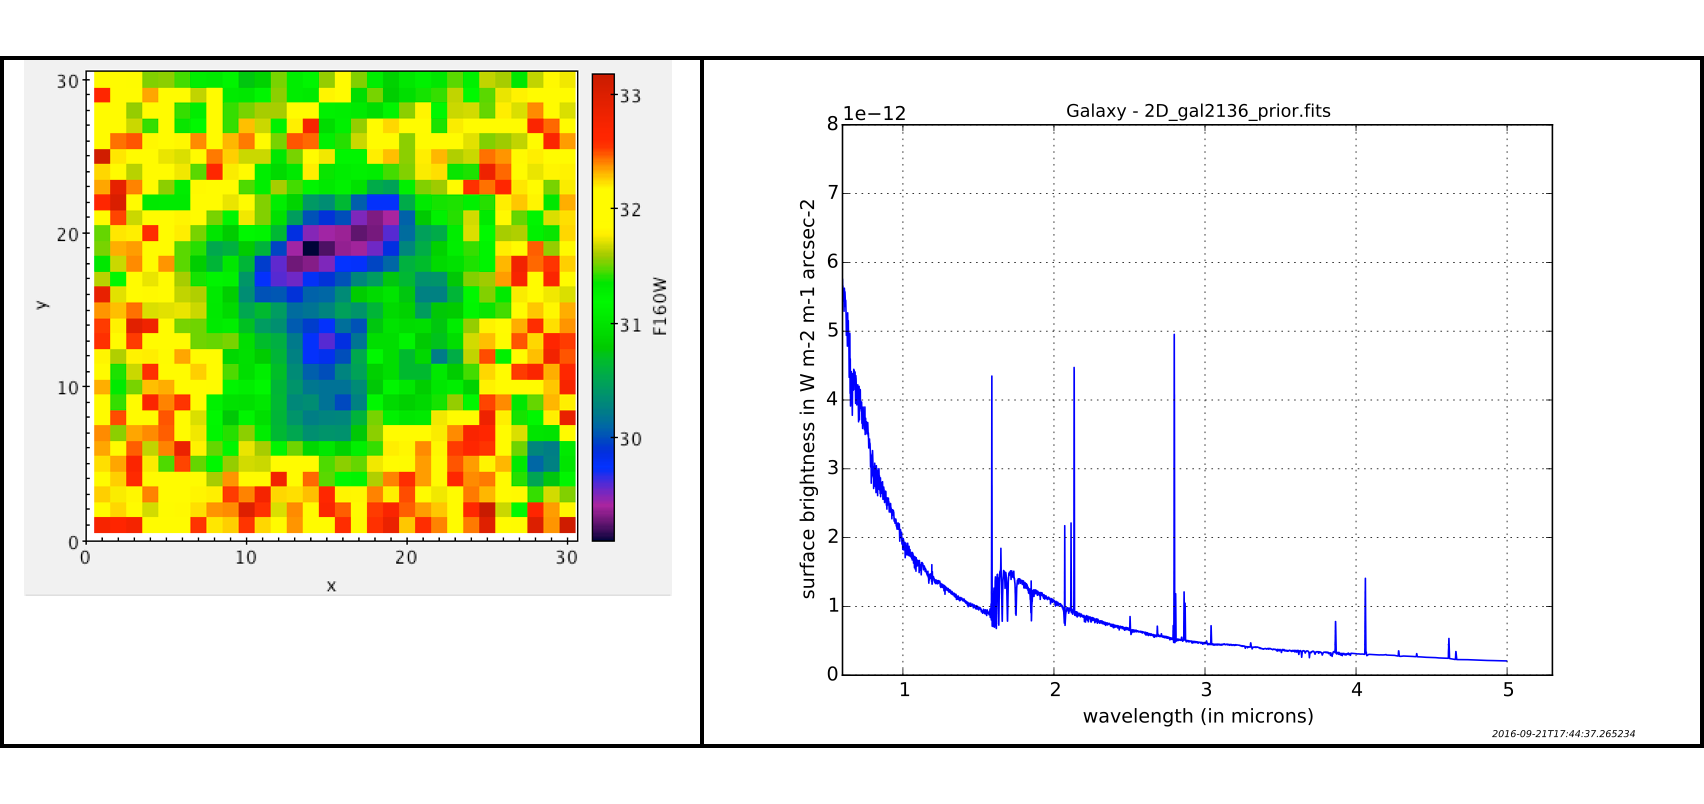 30
20
10
0
y
0 10 20 30
x
33
32
31
30
F160W
1e−12
Galaxy - 2D_gal2136_prior.fits
8
7
6
5
4
3
2
1
0
surface brightness in W m-2 m-1 arcsec-2
1 2 3 4 5
wavelength (in microns)
2016-09-21T17:44:37.265234